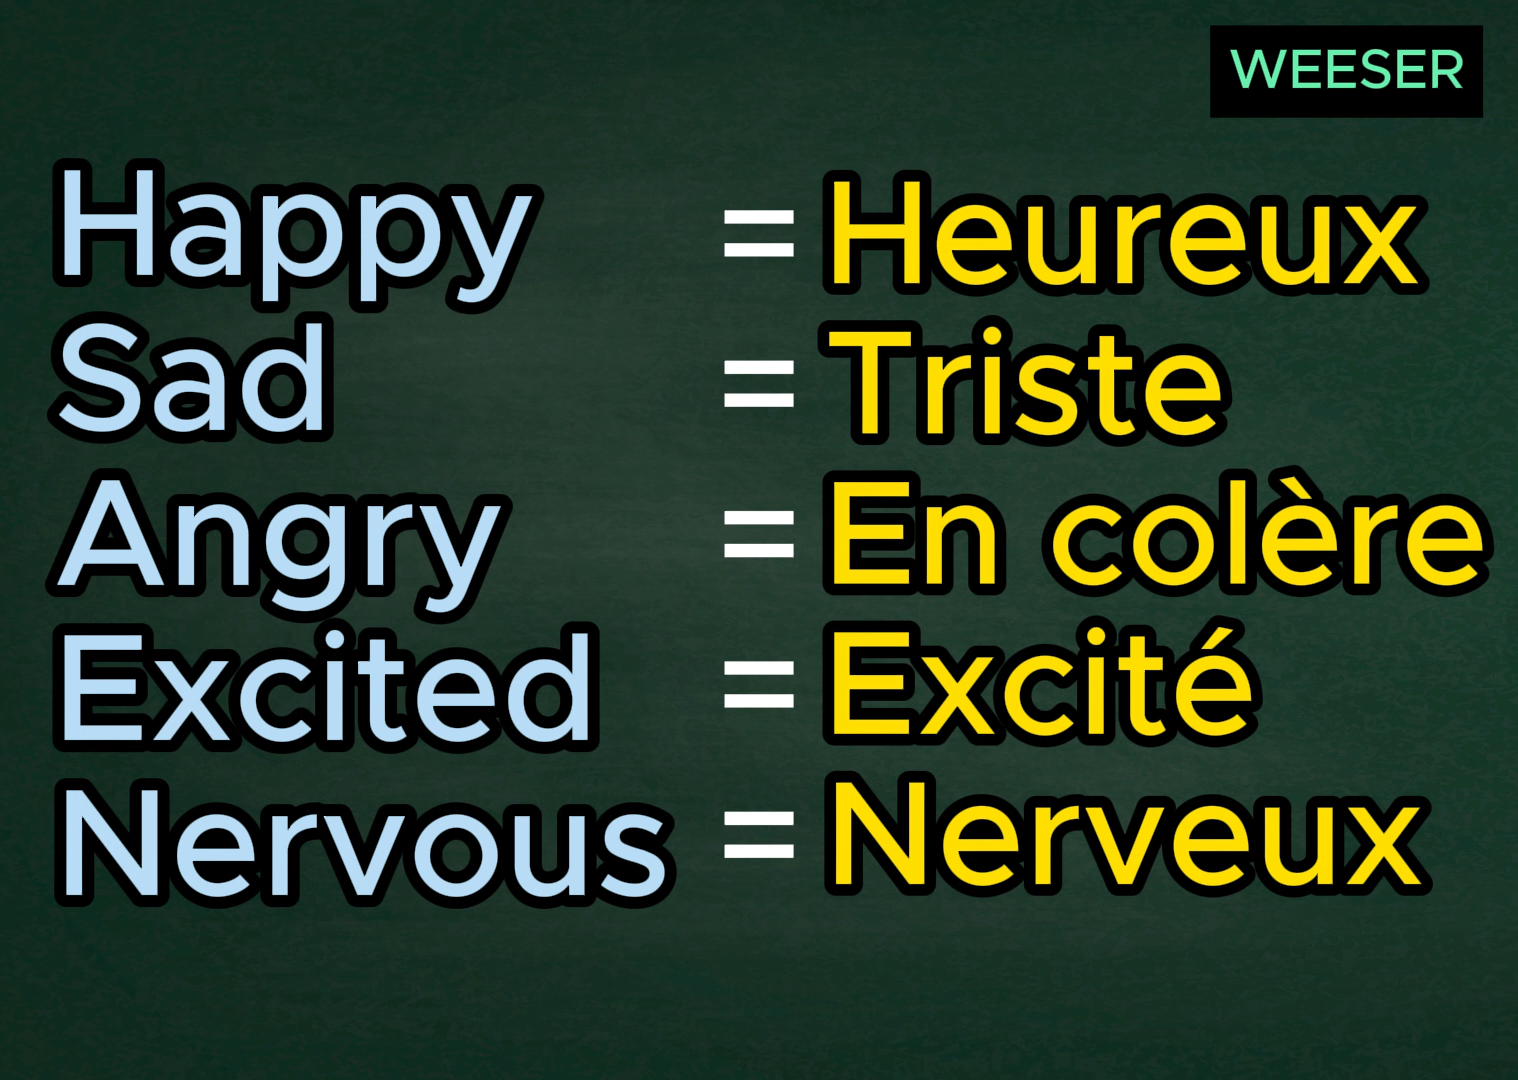 WEESER
Happy = Heureux
Sad = Triste
Angry = En colère
Excited = Excité
Nervous = Nerveux